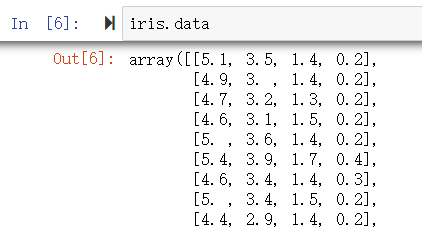 In [6]: iris.data
Out[6]: array([[5.1, 3.5, 1.4, 0.2],
[4.9, 3. , 1.4, 0.2],
[4.7, 3.2, 1.3, 0.2],
[4.6, 3.1, 1.5, 0.2],
[5. , 3.6, 1.4, 0.2],
[5.4, 3.9, 1.7, 0.4],
[4.6, 3.4, 1.4, 0.3],
[5. , 3.4, 1.5, 0.2],
[4.4, 2.9, 1.4, 0.2],